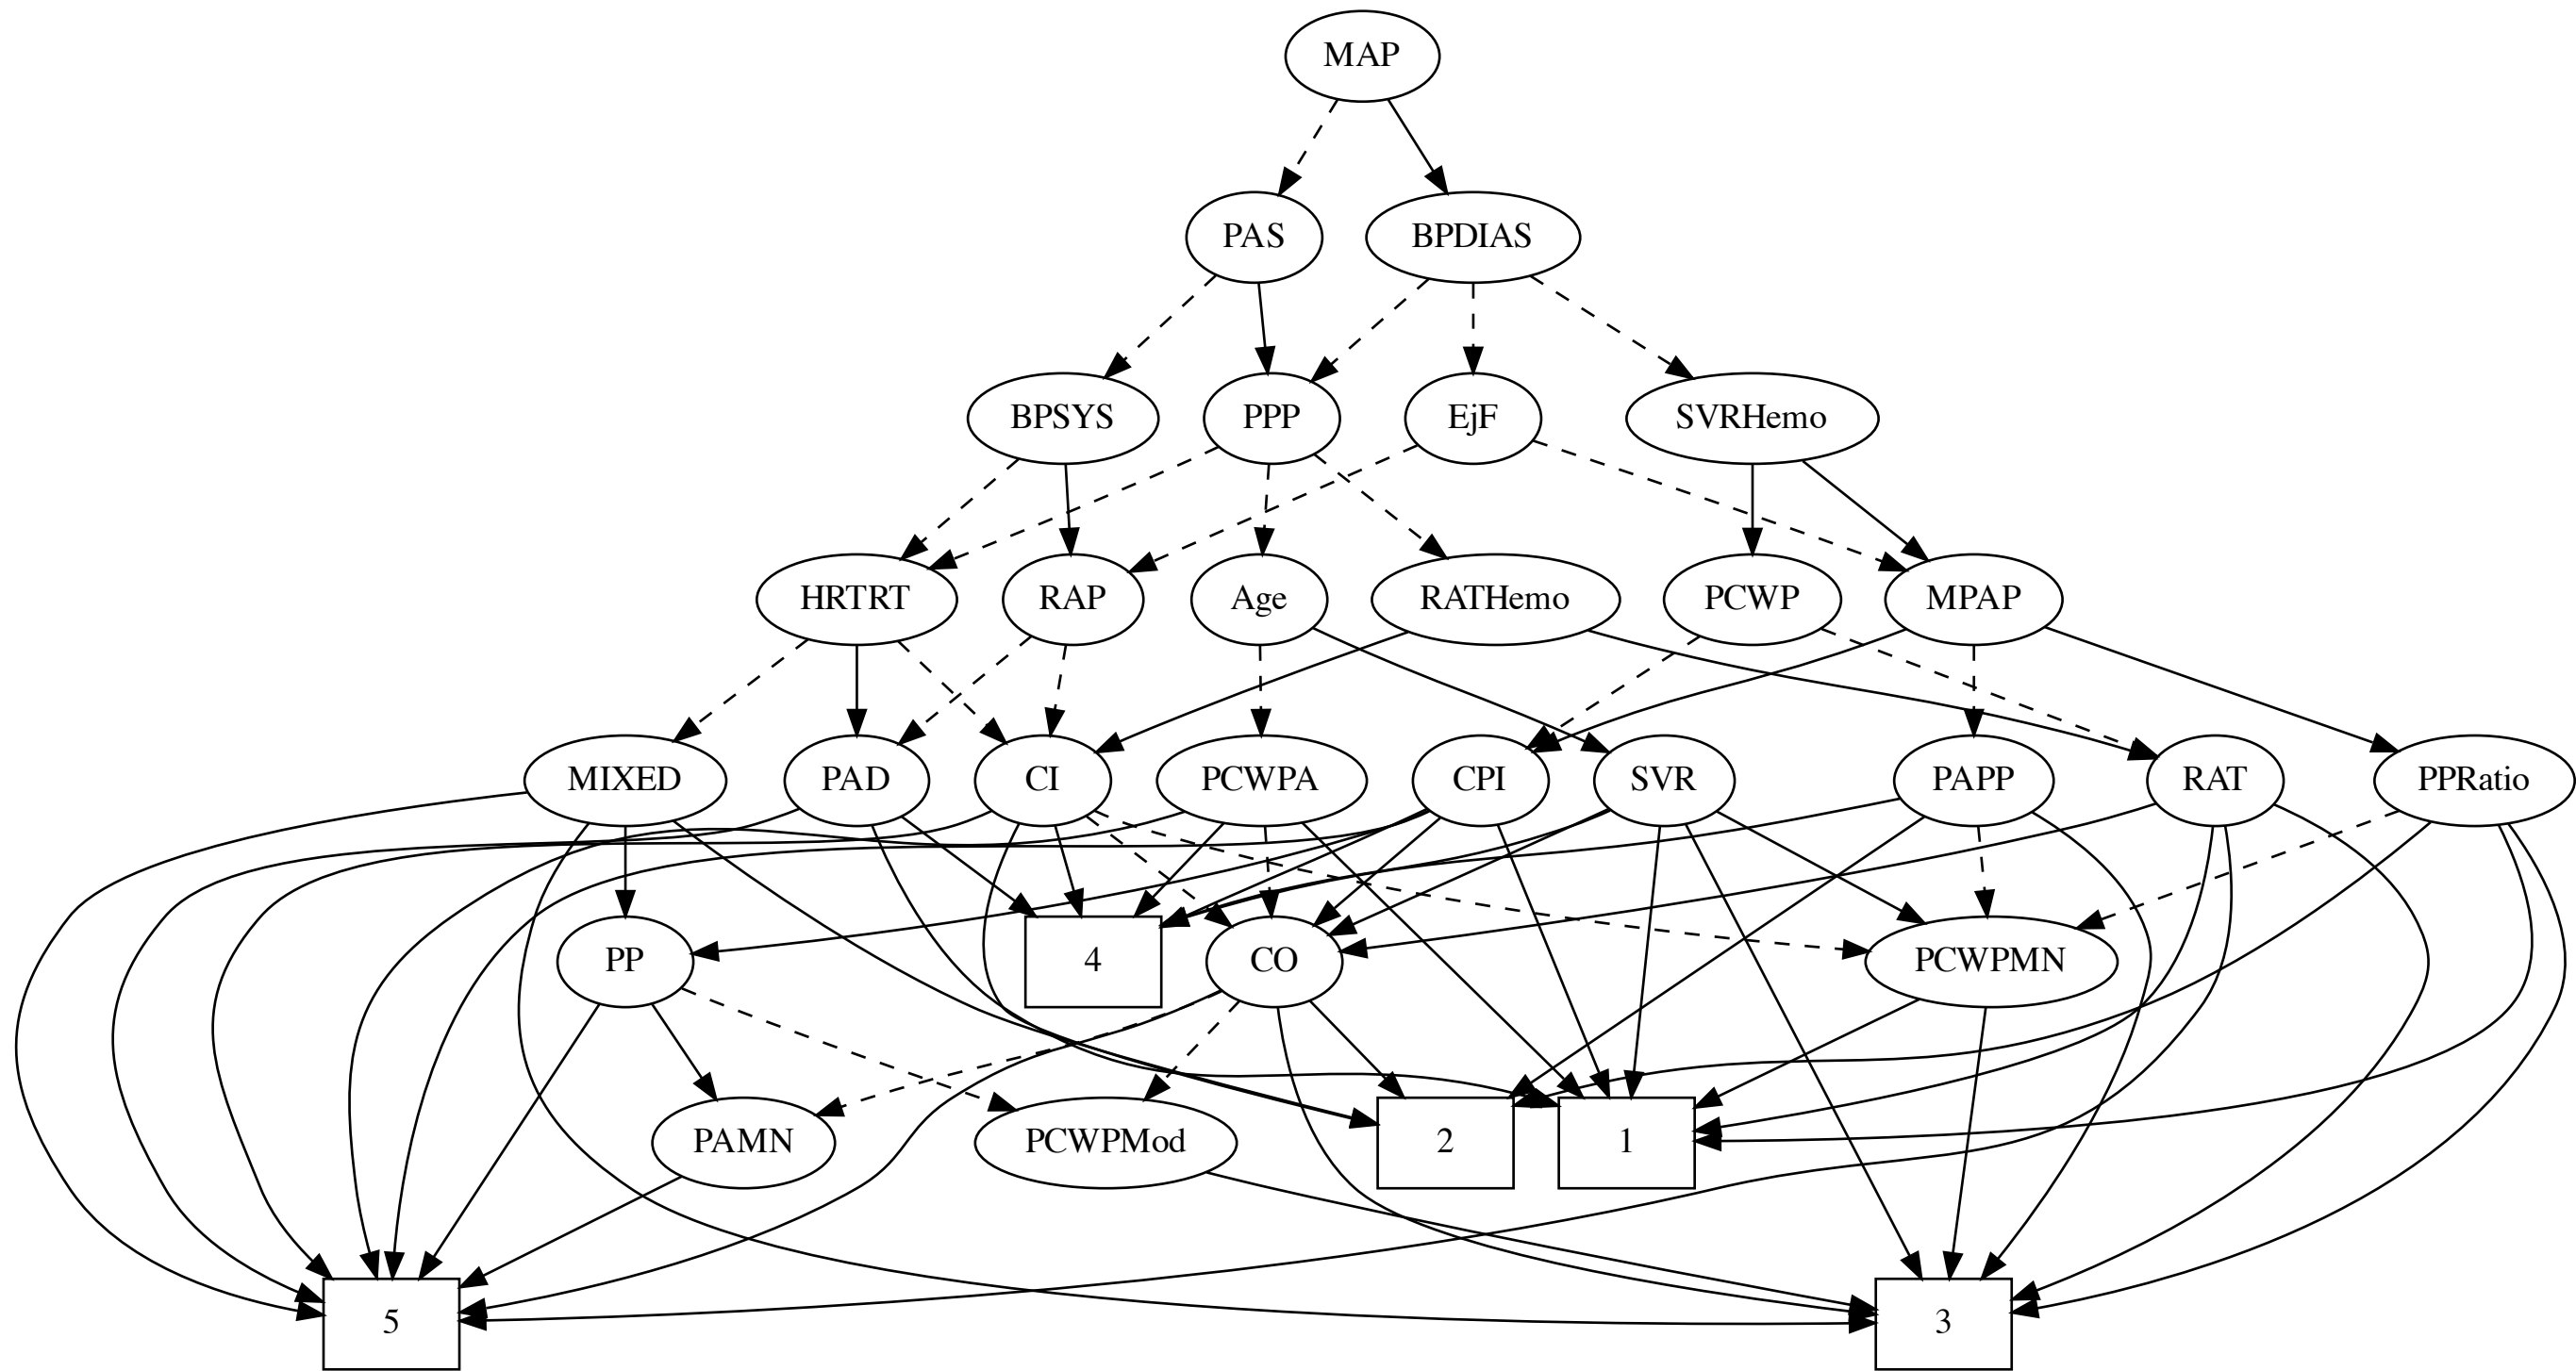 MAP
PAS
BPDIAS
BPSYS
PPP
EjF
SVRHemo
HRTRT
RAP
Age
RATHemo
PCWP
MPAP
MIXED
PAD
CI
PCWPA
CPI
SVR
PAPP
RAT
PPRatio
PP
4
CO
PCWPMN
PAMN
PCWPMod
2
1
5
3